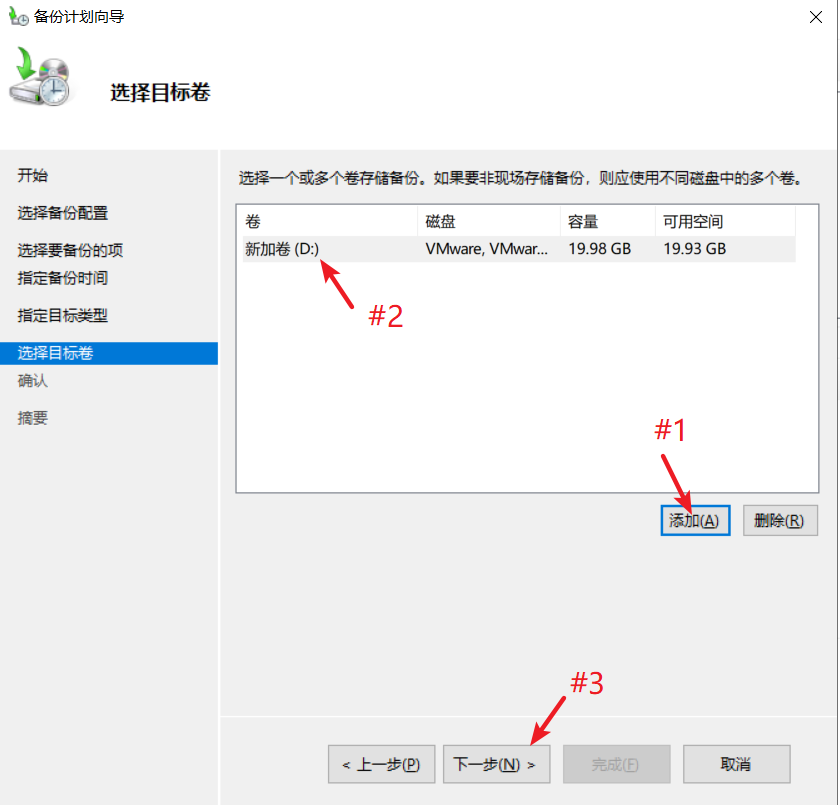 备份计划向导
选择目标卷
开始
选择备份配置
选择要备份的项
指定备份时间
指定目标类型
选择目标卷
确认
摘要
选择一个或多个卷存储备份。如果要非现场存储备份，则应使用不同磁盘中的多个卷。
卷 磁盘 容量 可用空间
新加卷 (D:) VMware, VMwar... 19.98 GB 19.93 GB
#2
#1
添加(A) 删除(R)
#3
< 上一步(P) 下一步(N) > 完成(F) 取消